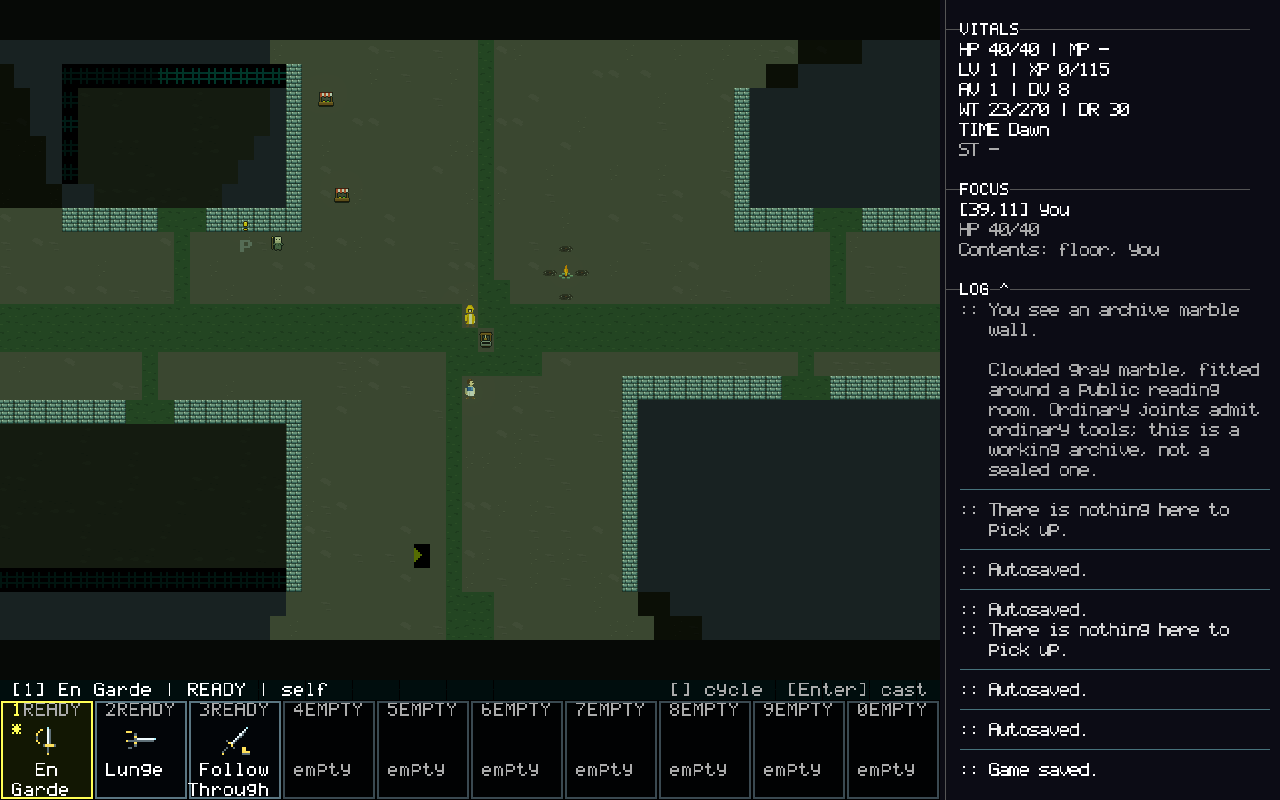 VITALS
HP 40/40 | MP -
LV 1 | XP 0/115
AV 1 | DV 8
WT 23/270 | DR 30
TIME Dawn
ST -
FOCUS
[39,11] You
HP 40/40
Contents: floor, You
LOG ^
:: You see an archive marble
wall.
Clouded gray marble, fitted
around a Public reading
room. Ordinary joints admit
ordinary tools; this is a
working archive, not a
sealed one.
:: There is nothing here to
Pick up.
:: Autosaved.
:: Autosaved.
:: There is nothing here to
Pick up.
:: Autosaved.
:: Autosaved.
:: Game saved.
P
[1] En Garde | READY | self
[] cycle [Enter] cast
1READY 2READY 3READY 4EMPTY 5EMPTY 6EMPTY 7EMPTY 8EMPTY 9EMPTY 0EMPTY
*
En Garde
Lunge
Follow Through
empty empty empty empty empty empty empty